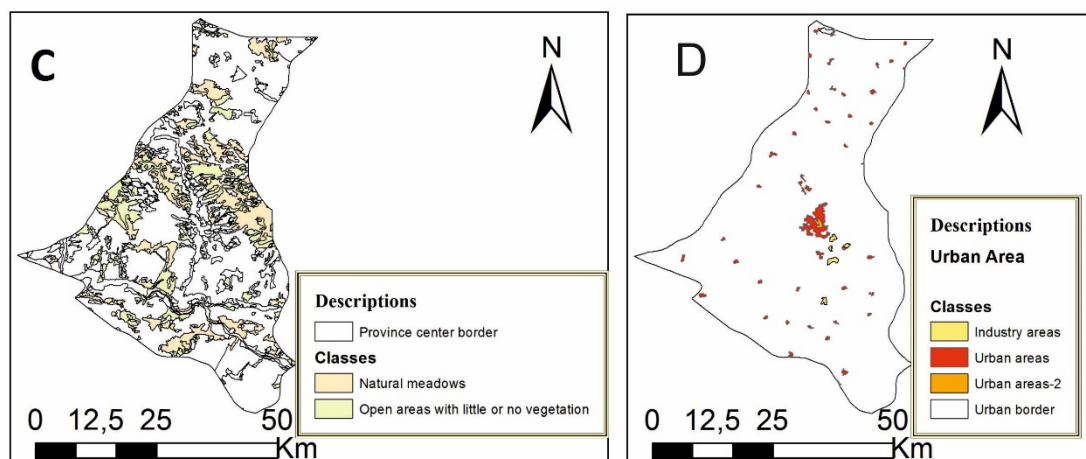 C
N
Descriptions
Province center border
Classes
Natural meadows
Open areas with little or no vegetation
0 12,5 25 50
Km
D
N
Descriptions
Urban Area
Classes
Industry areas
Urban areas
Urban areas-2
Urban border
0 12,5 25 50
Km